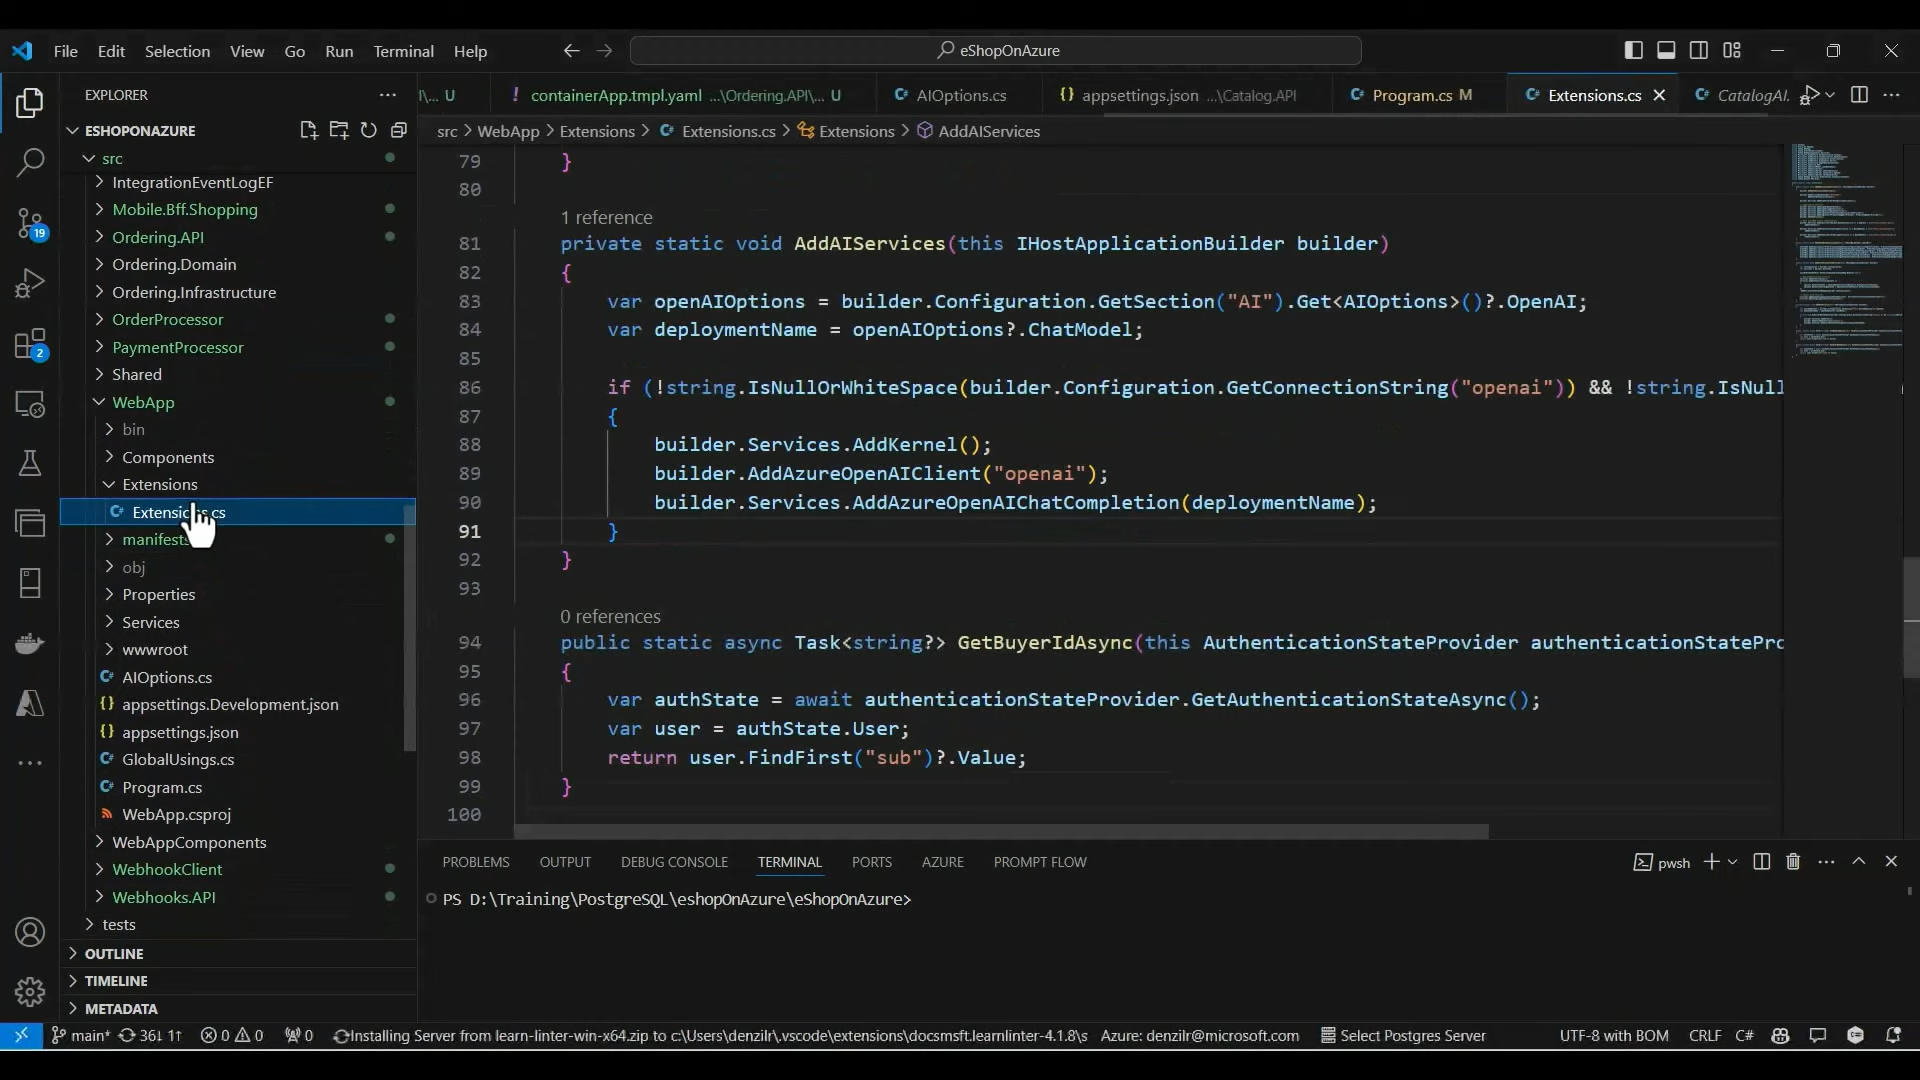 File Edit Selection View Go Run Terminal Help
eShopOnAzure
EXPLORER
ESHOPONAZURE
src
IntegrationEventLogEF
Mobile.Bff.Shopping
Ordering.API
Ordering.Domain
Ordering.Infrastructure
OrderProcessor
PaymentProcessor
Shared
WebApp
bin
Components
Extensions
manifests
obj
Properties
Services
wwwroot
AIOptions.cs
appsettings.Development.json
appsettings.json
GlobalUsings.cs
Program.cs
WebApp.csproj
WebAppComponents
WebhookClient
Webhooks.API
tests
OUTLINE
TIMELINE
METADATA
19
2
I\... U
! containerApp.tmpl.yaml ...\Ordering.API\... U
AIOptions.cs
{} appsettings.json ...\Catalog.API
Program.cs M
Extensions.cs
CatalogAI.
src > WebApp > Extensions > Extensions.cs > Extensions > AddAIServices
79 }
80
1 reference
81 private static void AddAIServices(this IHostApplicationBuilder builder)
82 {
83 var openAIOptions = builder.Configuration.GetSection("AI").Get<AIOptions>()?.OpenAI;
84 var deploymentName = openAIOptions?.ChatModel;
85
86 if (!string.IsNullOrWhiteSpace(builder.Configuration.GetConnectionString("openai")) && !string.IsNull
87 {
88 builder.Services.AddKernel();
89 builder.AddAzureOpenAIClient("openai");
90 builder.Services.AddAzureOpenAIChatCompletion(deploymentName);
91 }
92 }
93
0 references
94 public static async Task<string?> GetBuyerIdAsync(this AuthenticationStateProvider authenticationStatePro
95 {
96 var authState = await authenticationStateProvider.GetAuthenticationStateAsync();
97 var user = authState.User;
98 return user.FindFirst("sub")?.Value;
99 }
100
PROBLEMS OUTPUT DEBUG CONSOLE TERMINAL PORTS AZURE PROMPT FLOW
pwsh
PS D:\Training\PostgreSQL\eshopOnAzure\eShopOnAzure>
main* 36↓ 1↑ 0 0 0 Installing Server from learn-linter-win-x64.zip to c:\Users\denzilr\.vscode\extensions\docsmsft.learnlinter-4.1.8\s Azure: denzilr@microsoft.com Select Postgres Server UTF-8 with BOM CRLF C#